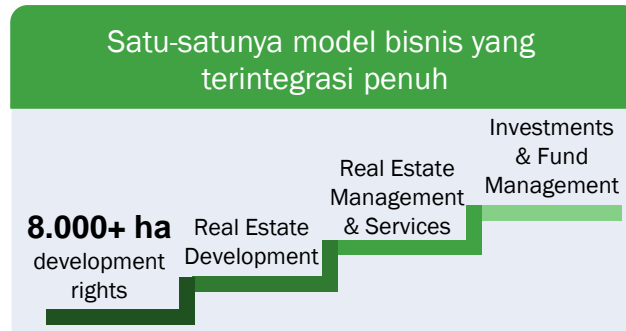 Satu-satunya model bisnis yang
terintegrasi penuh
8.000+ ha
development
rights
Real Estate
Development
Real Estate
Management
& Services
Investments
& Fund
Management